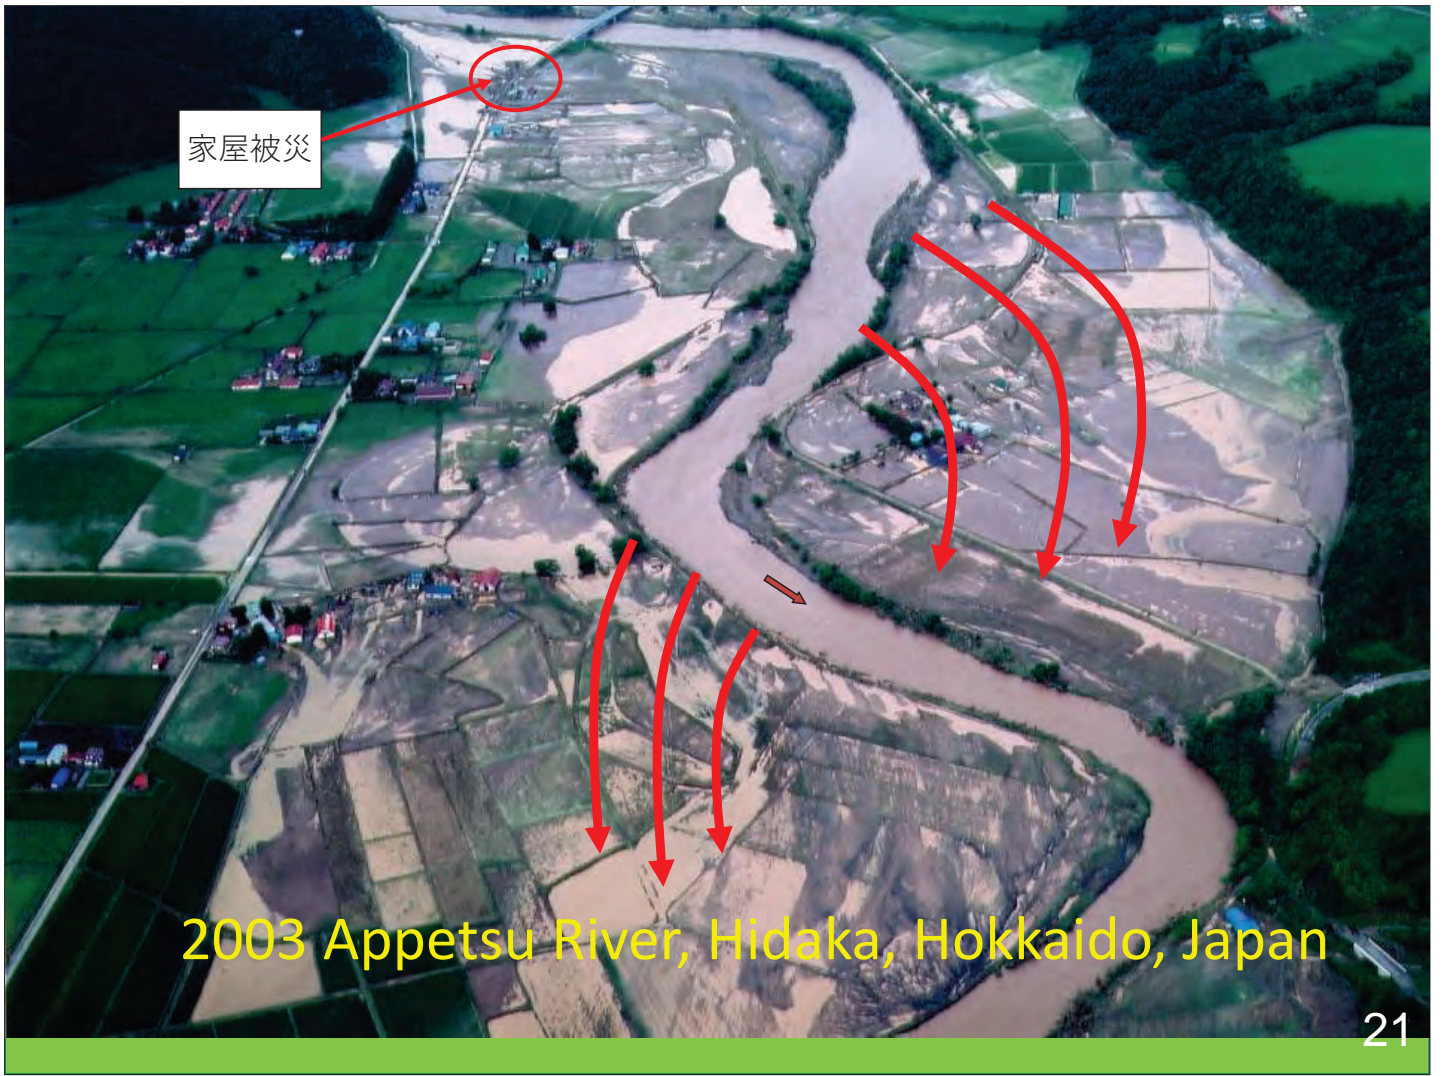 家屋被災
2003 Appetsu River, Hidaka, Hokkaido, Japan
21